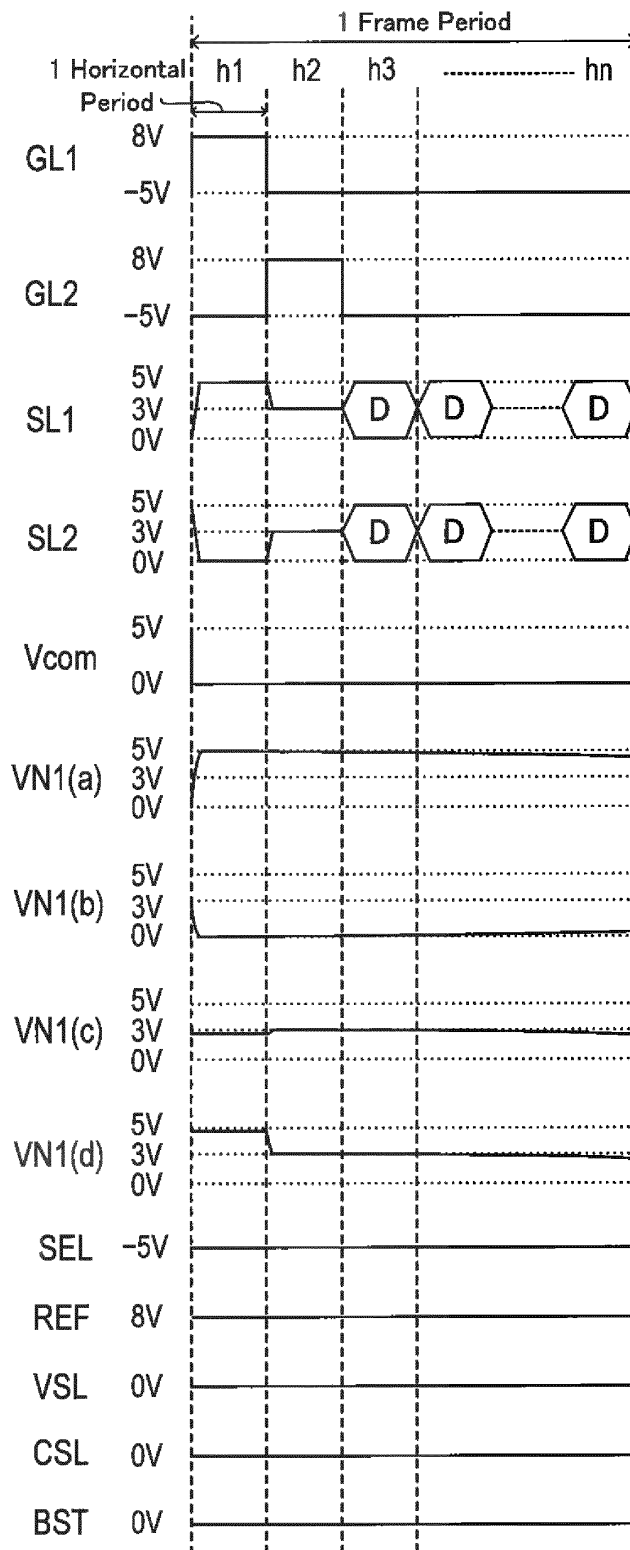 1 Frame Period
1 Horizontal Period
h1 h2 h3 hn
GL1 8V −5V
GL2 8V −5V
SL1 5V 3V 0V D D D
SL2 5V 3V 0V D D D
Vcom 5V 0V
VN1(a) 5V 3V 0V
VN1(b) 5V 3V 0V
VN1(c) 5V 3V 0V
VN1(d) 5V 3V 0V
SEL −5V
REF 8V
VSL 0V
CSL 0V
BST 0V